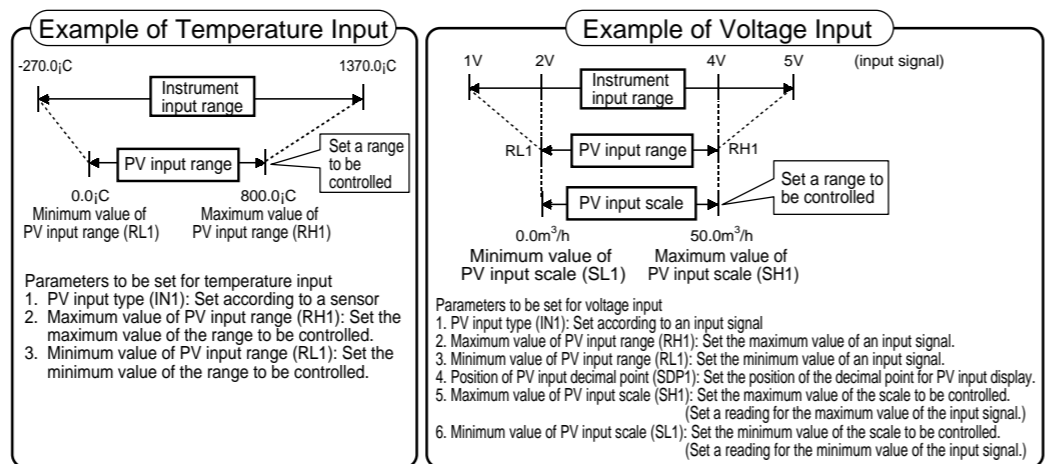 Example of Temperature Input
-270.0¡C
1370.0¡C
Instrument
input range
PV input range
Set a range
to be
controlled
0.0¡C
800.0¡C
Minimum value of
PV input range (RL1)
Maximum value of
PV input range (RH1)
Parameters to be set for temperature input
1. PV input type (IN1): Set according to a sensor
2. Maximum value of PV input range (RH1): Set the
maximum value of the range to be controlled.
3. Minimum value of PV input range (RL1): Set the
minimum value of the range to be controlled.
Example of Voltage Input
1V 2V 4V 5V (input signal)
Instrument
input range
RL1 PV input range RH1
PV input scale
Set a range to
be controlled
0.0m³/h
50.0m³/h
Minimum value of
PV input scale (SL1)
Maximum value of
PV input scale (SH1)
Parameters to be set for voltage input
1. PV input type (IN1): Set according to an input signal
2. Maximum value of PV input range (RH1): Set the maximum value of an input signal.
3. Minimum value of PV input range (RL1): Set the minimum value of an input signal.
4. Position of PV input decimal point (SDP1): Set the position of the decimal point for PV input display.
5. Maximum value of PV input scale (SH1): Set the maximum value of the scale to be controlled.
(Set a reading for the maximum value of the input signal.)
6. Minimum value of PV input scale (SL1): Set the minimum value of the scale to be controlled.
(Set a reading for the minimum value of the input signal.)